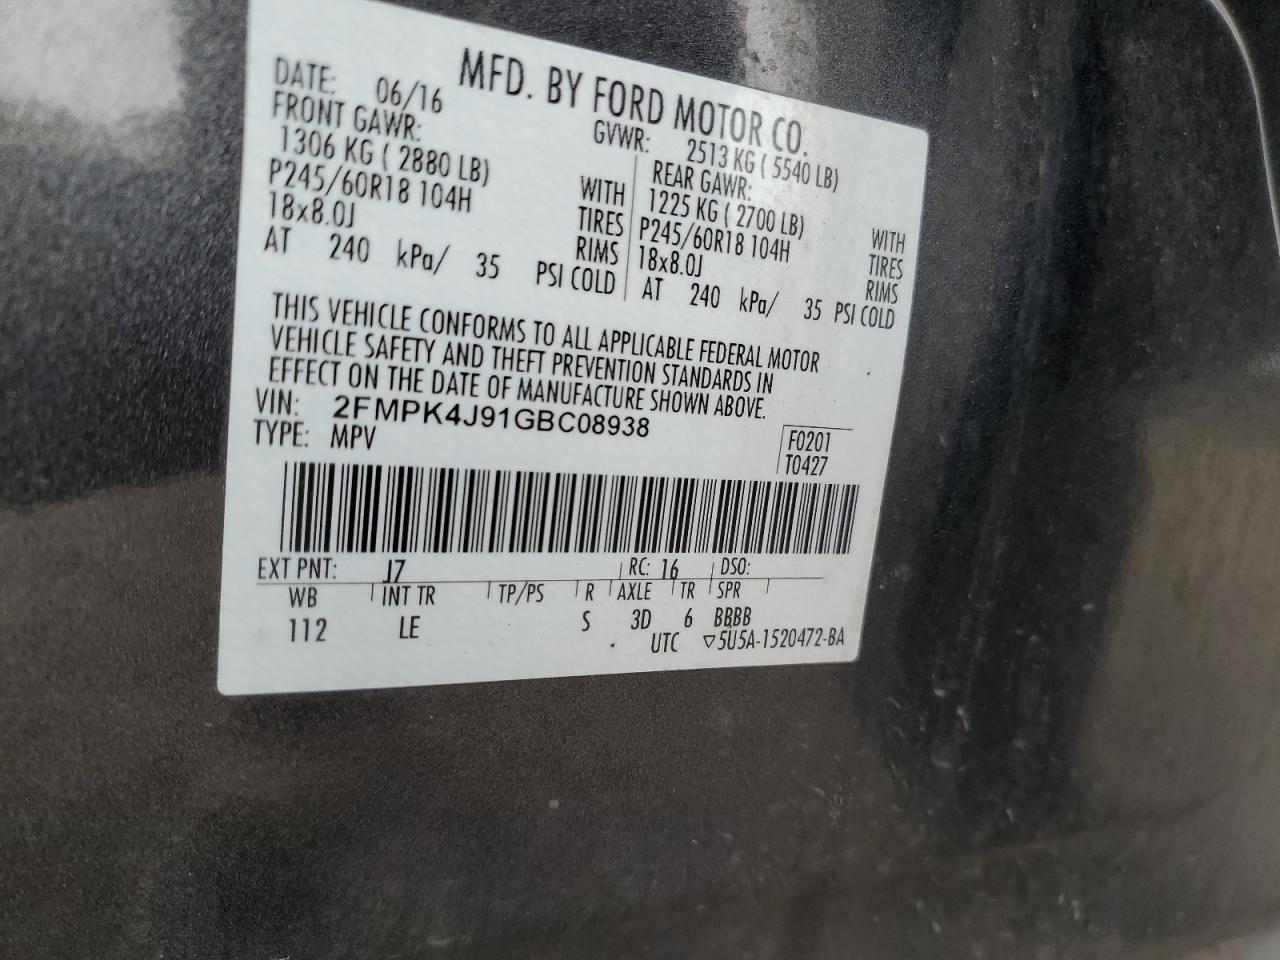 MFD. BY FORD MOTOR CO.
DATE: 06/16 GVWR: 2513 KG ( 5540 LB)
FRONT GAWR: REAR GAWR:
1306 KG ( 2880 LB) WITH 1225 KG ( 2700 LB) WITH
P245/60R18 104H TIRES P245/60R18 104H TIRES
18x8.0J RIMS 18x8.0J RIMS
AT 240 kPa/ 35 PSI COLD AT 240 kPa/ 35 PSI COLD
THIS VEHICLE CONFORMS TO ALL APPLICABLE FEDERAL MOTOR
VEHICLE SAFETY AND THEFT PREVENTION STANDARDS IN
EFFECT ON THE DATE OF MANUFACTURE SHOWN ABOVE.
VIN: 2FMPK4J91GBC08938
TYPE: MPV
F0201
T0427
EXT PNT: J7 RC: 16 DSO:
WB INT TR TP/PS R AXLE TR SPR
112 LE S 3D 6 BBBB
UTC ▽5U5A-1520472-BA